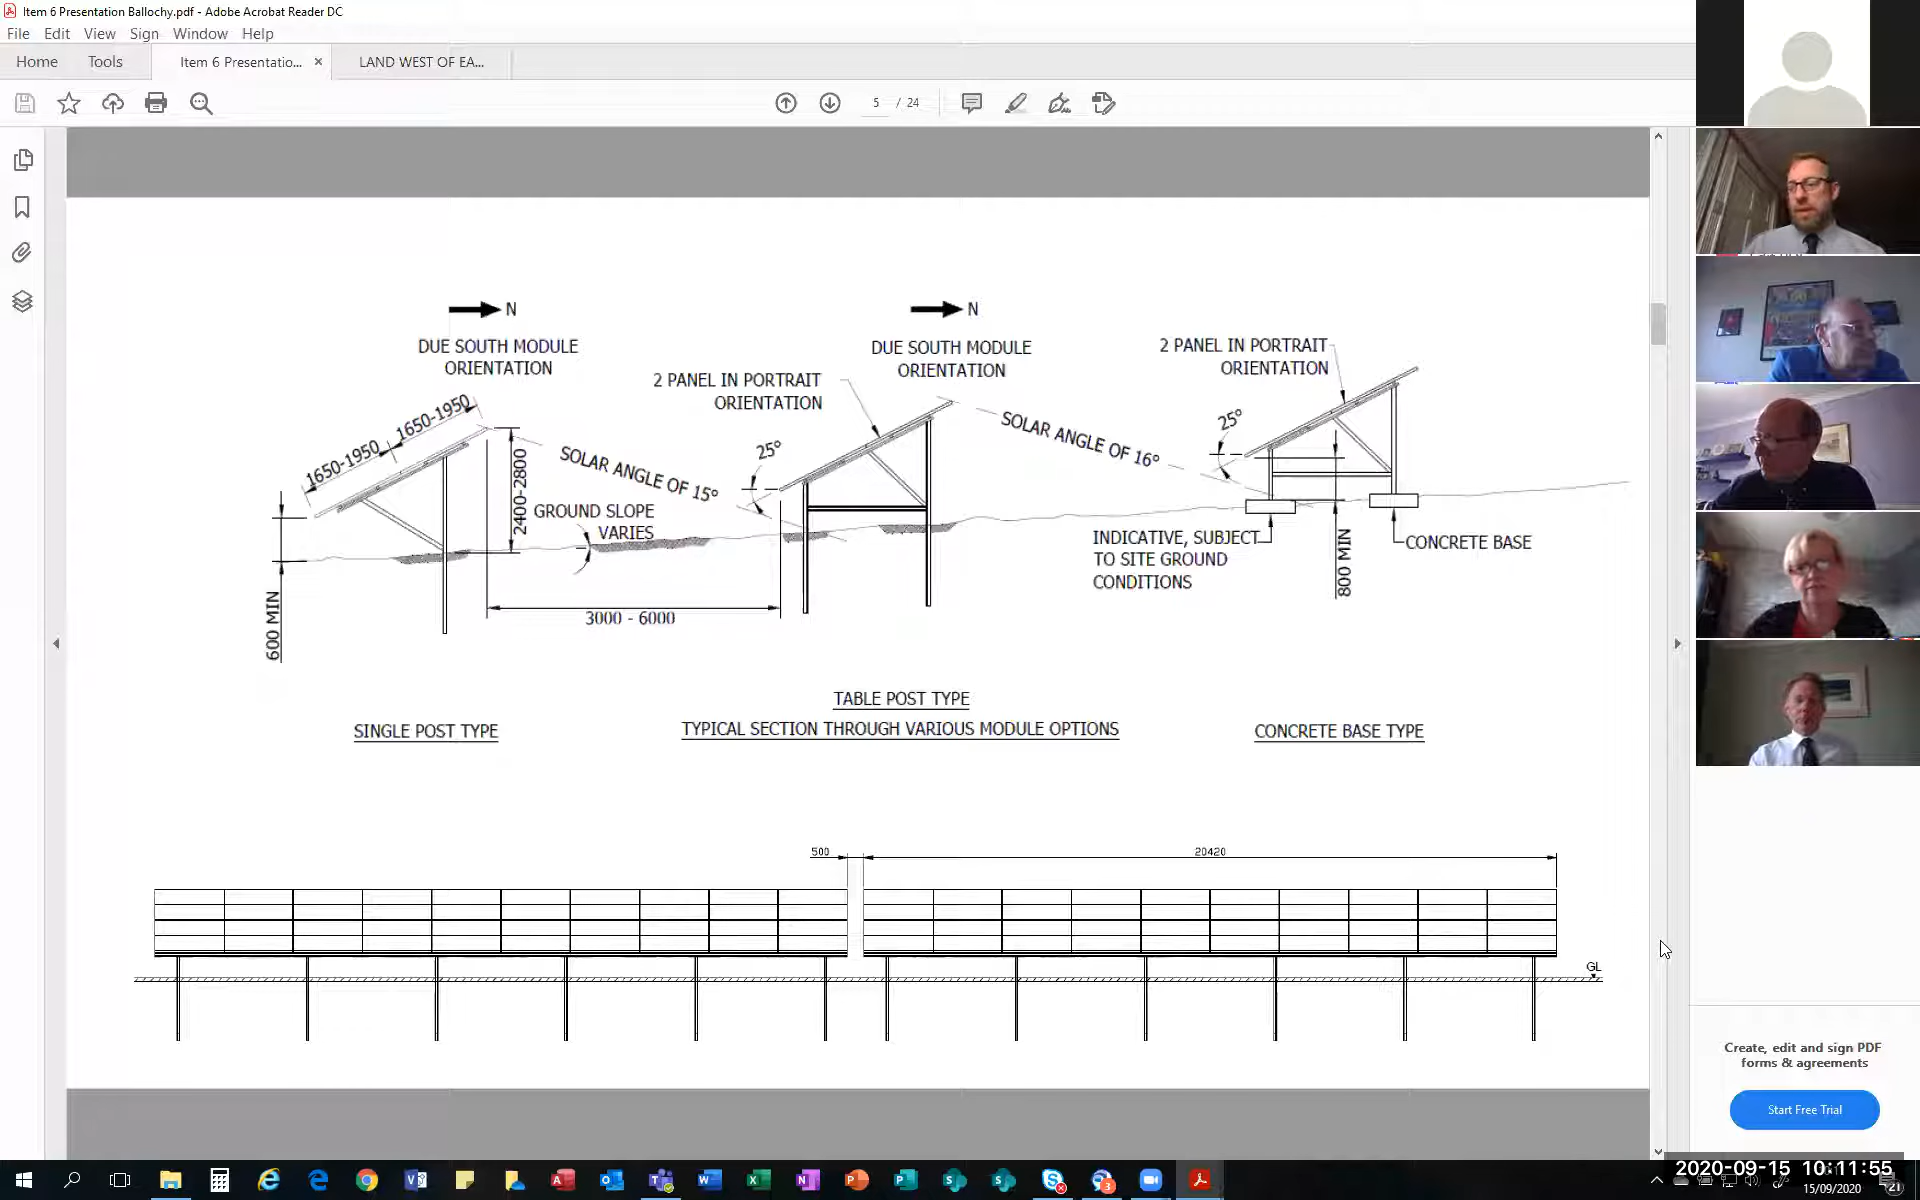 Item 6 Presentation Ballochy.pdf - Adobe Acrobat Reader DC
File Edit View Sign Window Help
Home Tools Item 6 Presentatio... × LAND WEST OF EA...
5 / 24
N
DUE SOUTH MODULE
ORIENTATION
N
DUE SOUTH MODULE
ORIENTATION
2 PANEL IN PORTRAIT
ORIENTATION
2 PANEL IN PORTRAIT
ORIENTATION
1650-1950
1650-1950
2400-2800
600 MIN
SOLAR ANGLE OF 15°
GROUND SLOPE
VARIES
25°
SOLAR ANGLE OF 16°
25°
3000 - 6000
INDICATIVE, SUBJECT
TO SITE GROUND
CONDITIONS
800 MIN
CONCRETE BASE
SINGLE POST TYPE
TABLE POST TYPE
TYPICAL SECTION THROUGH VARIOUS MODULE OPTIONS
CONCRETE BASE TYPE
500
20420
GL
Create, edit and sign PDF
forms & agreements
Start Free Trial
2020-09-15 10:11:55
15/09/2020